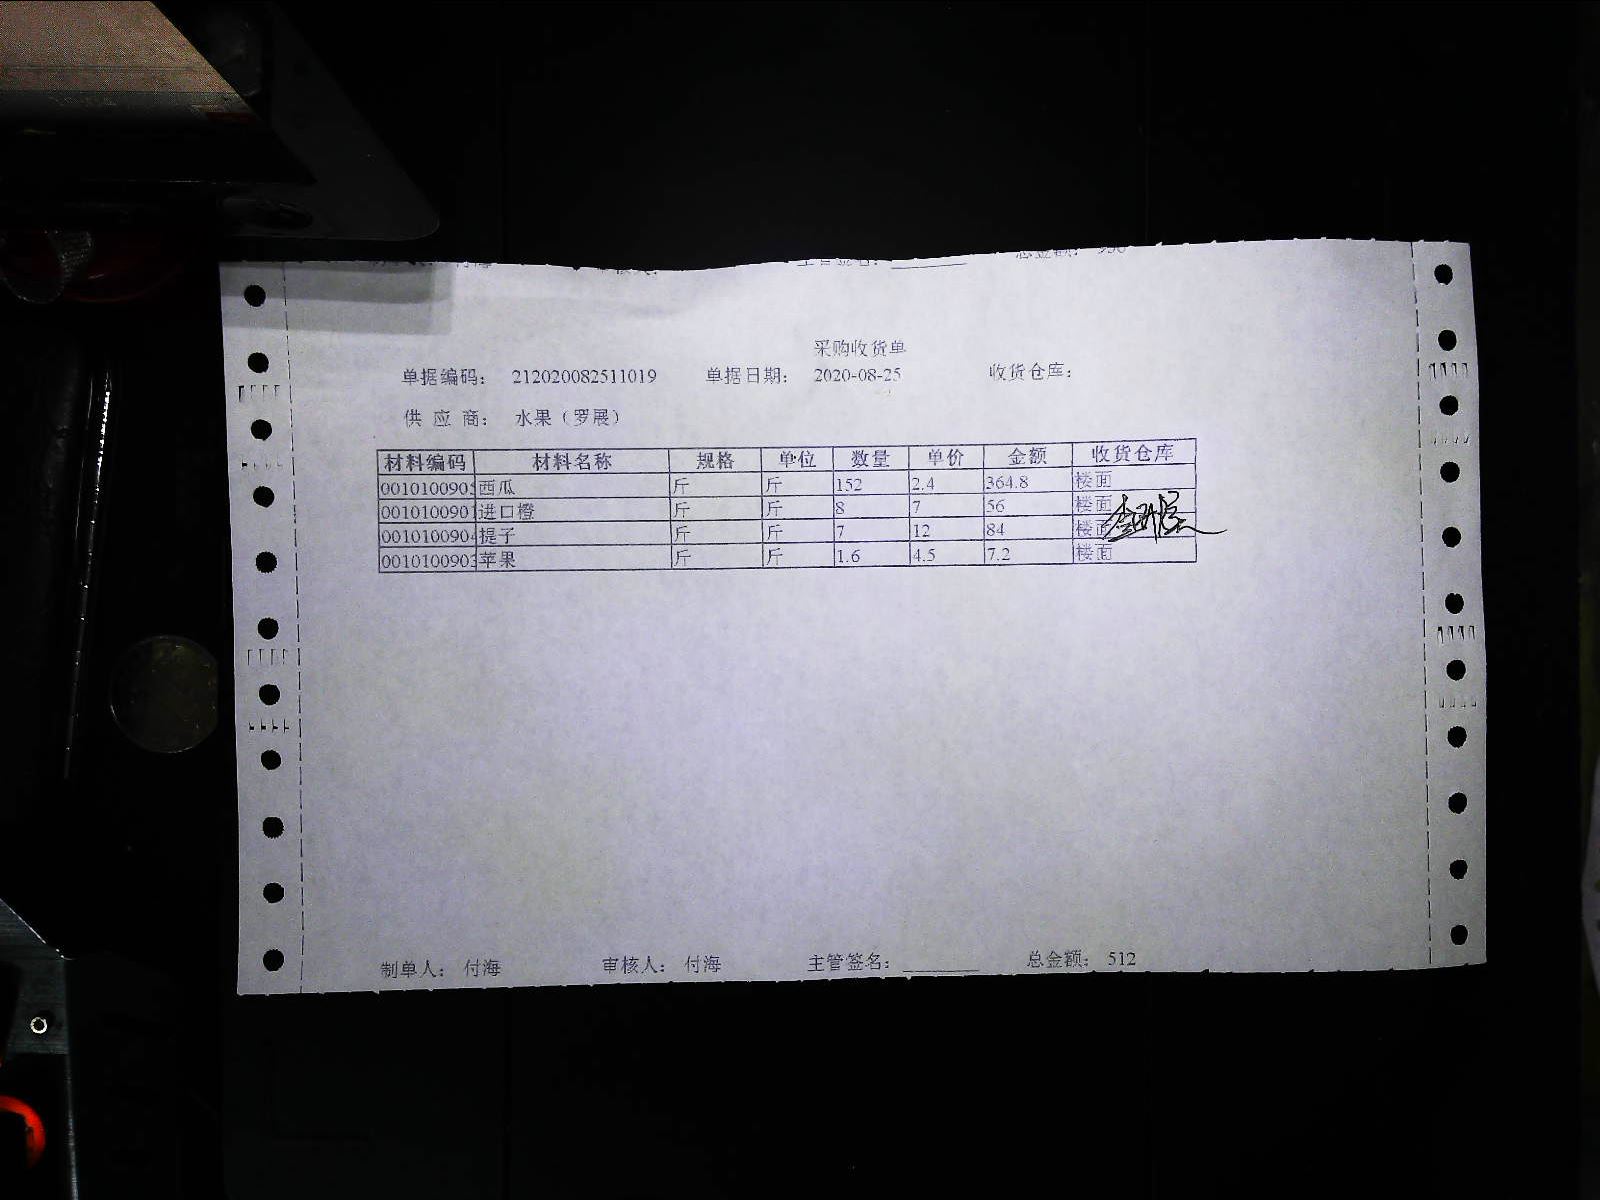 采购收货单
单据编码： 212020082511019 单据日期： 2020-08-25 收货仓库：
供 应 商： 水果（罗展）
材料编码 材料名称 规格 单位 数量 单价 金额 收货仓库
0010100905 西瓜 斤 斤 152 2.4 364.8 楼面
0010100901 进口橙 斤 斤 8 7 56 楼面
0010100904 提子 斤 斤 7 12 84 楼面
0010100903 苹果 斤 斤 1.6 4.5 7.2 楼面
制单人： 付海 审核人： 付海 主管签名： 总金额： 512